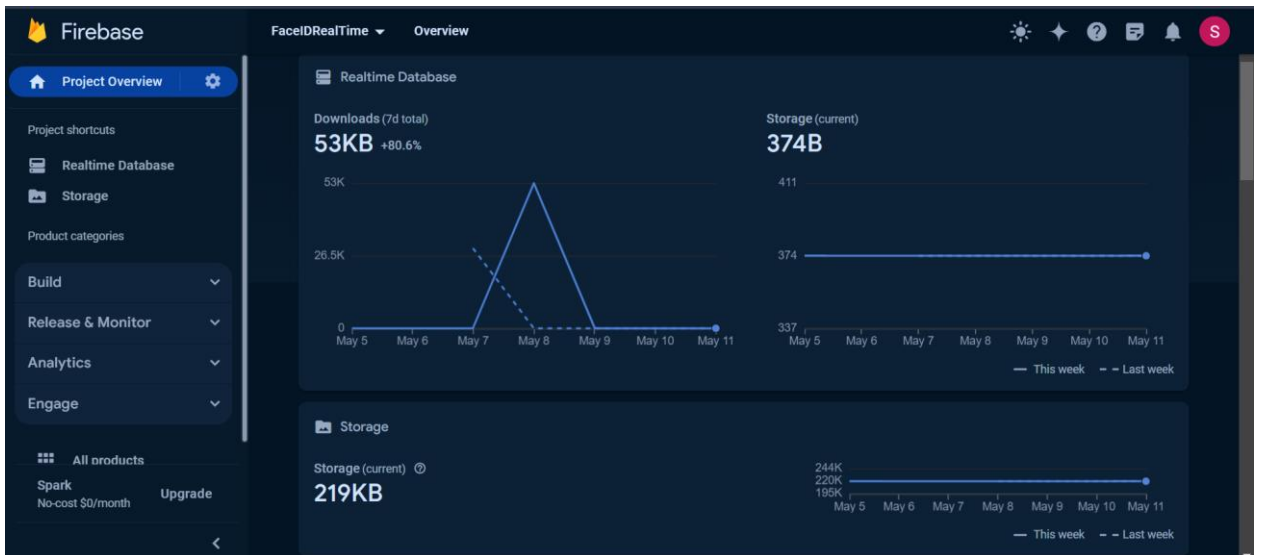 Firebase
FaceIDRealTime
Overview
S
Project Overview
Project shortcuts
Realtime Database
Storage
Product categories
Build
Release & Monitor
Analytics
Engage
All products
Spark
No-cost $0/month
Upgrade
Realtime Database
Downloads (7d total)
53KB +80.6%
53K
26.5K
0
May 5 May 6 May 7 May 8 May 9 May 10 May 11
Storage (current)
374B
411
374
337
May 5 May 6 May 7 May 8 May 9 May 10 May 11
This week Last week
Storage
Storage (current)
219KB
244K
220K
195K
May 5 May 6 May 7 May 8 May 9 May 10 May 11
This week Last week